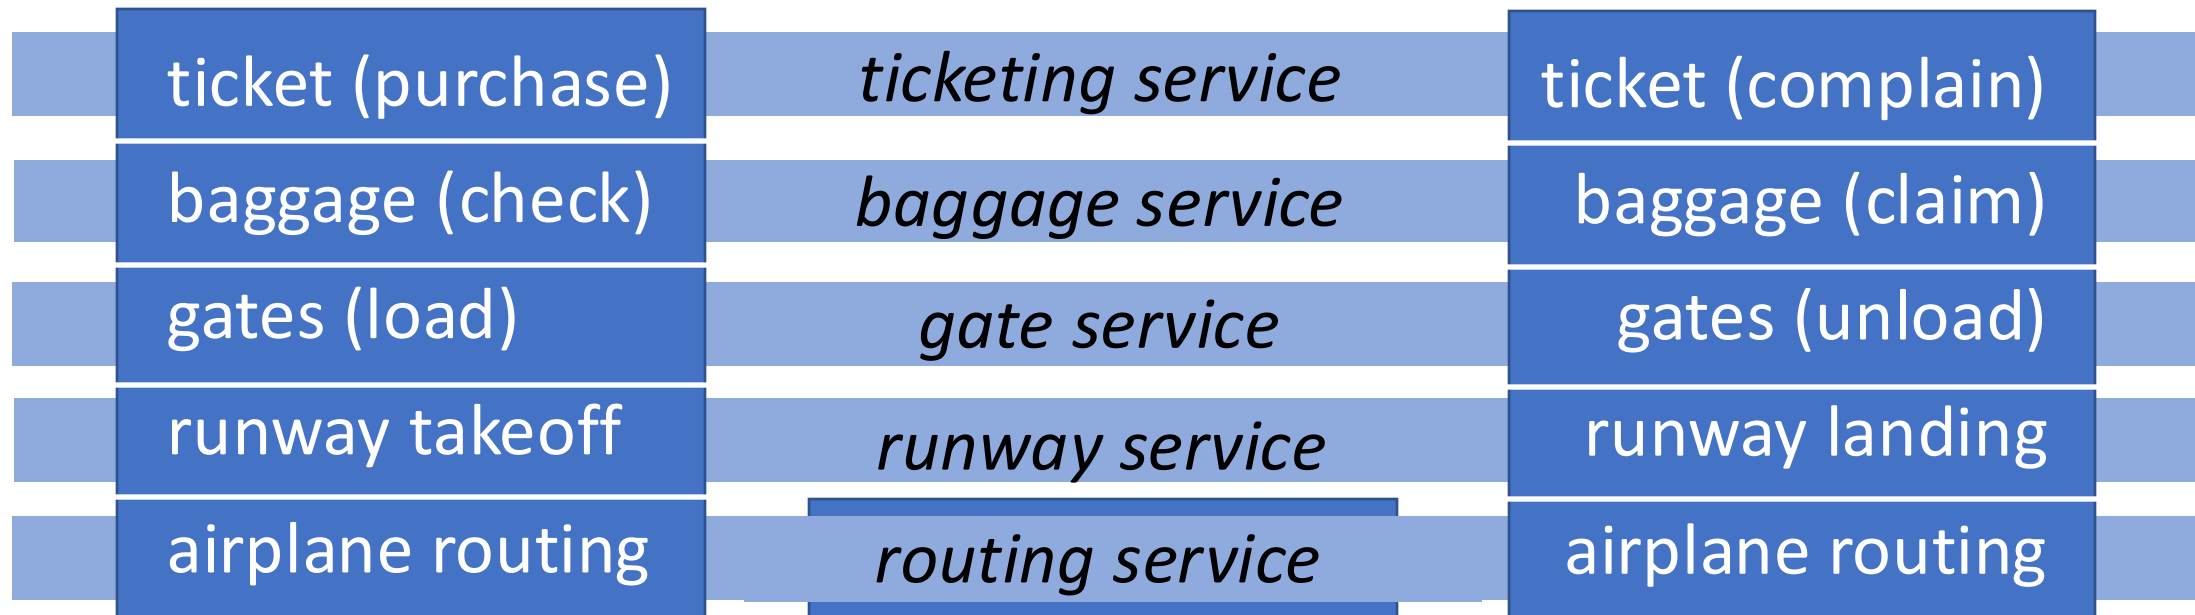 ticket (purchase) ticketing service ticket (complain)
baggage (check) baggage service baggage (claim)
gates (load) gate service gates (unload)
runway takeoff runway service runway landing
airplane routing routing service airplane routing